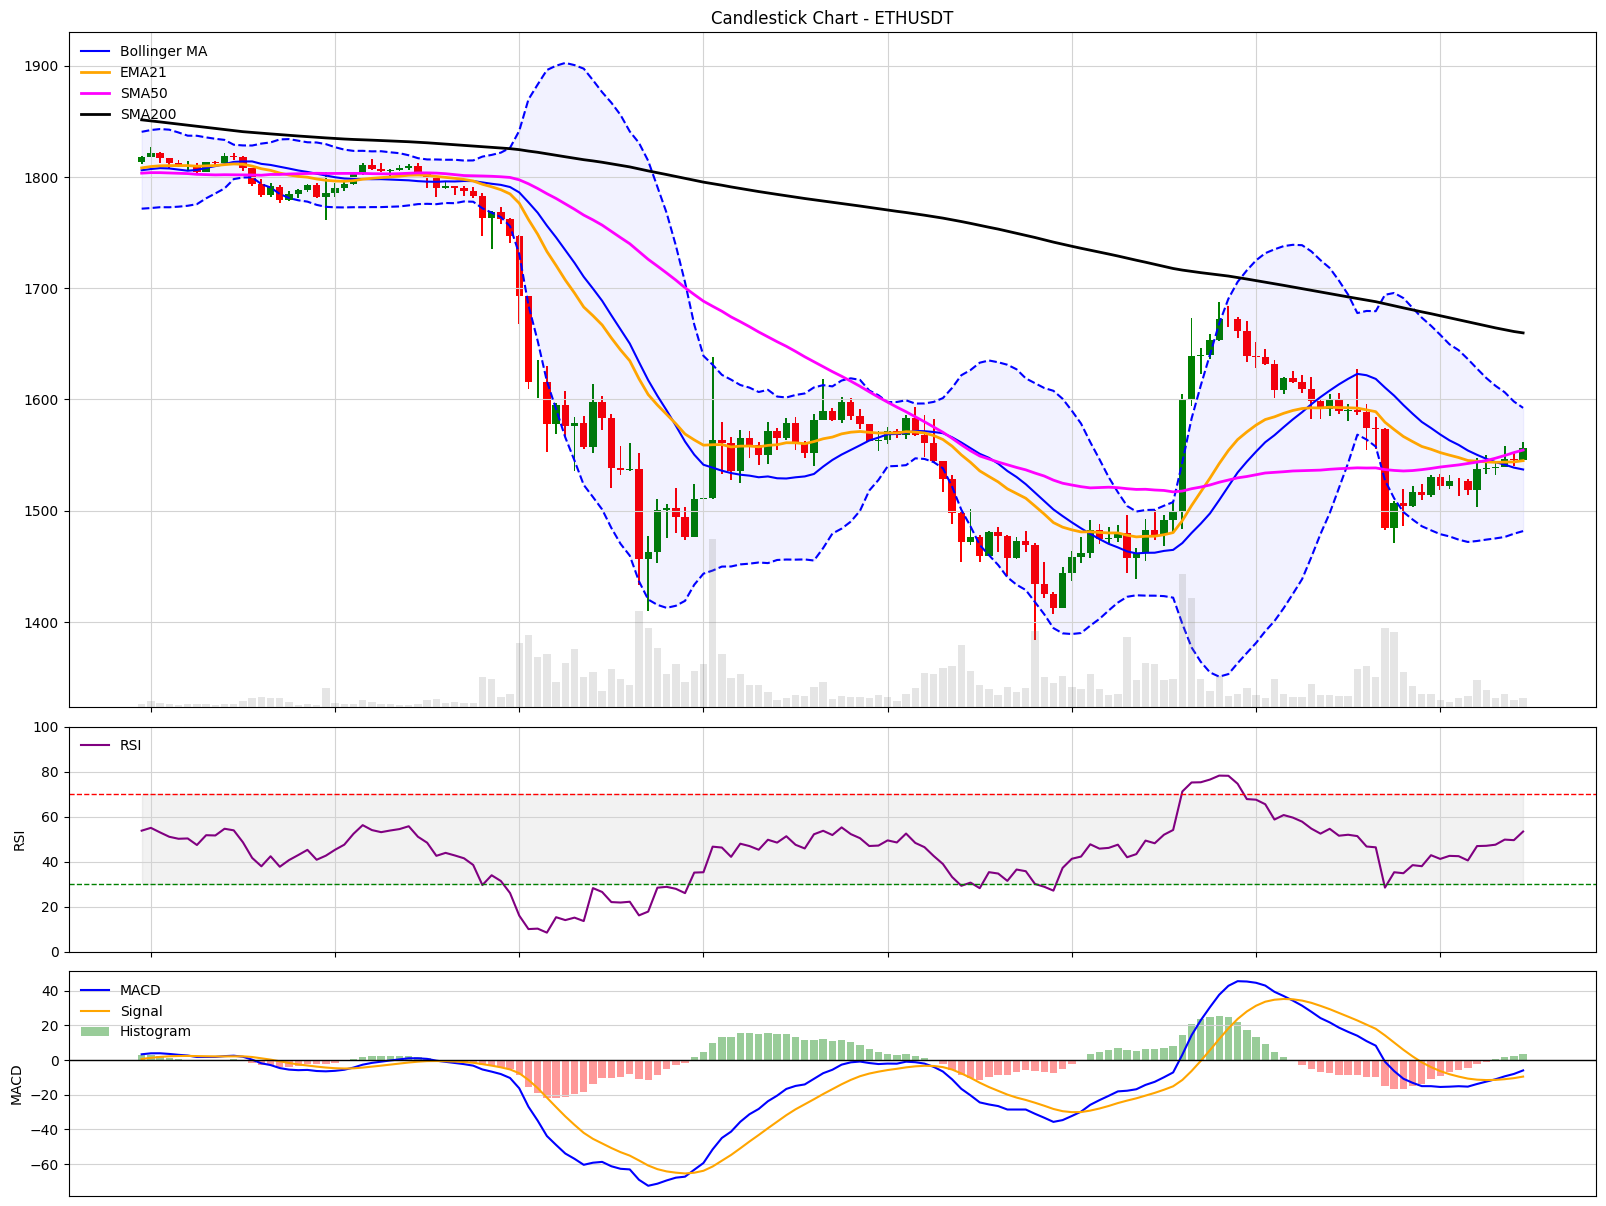 Candlestick Chart - ETHUSDT
Bollinger MA
EMA21
SMA50
SMA200
1900
1800
1700
1600
1500
1400
RSI
100
80
60
40
20
0
RSI
MACD
Signal
Histogram
40
20
0
−20
−40
−60
MACD